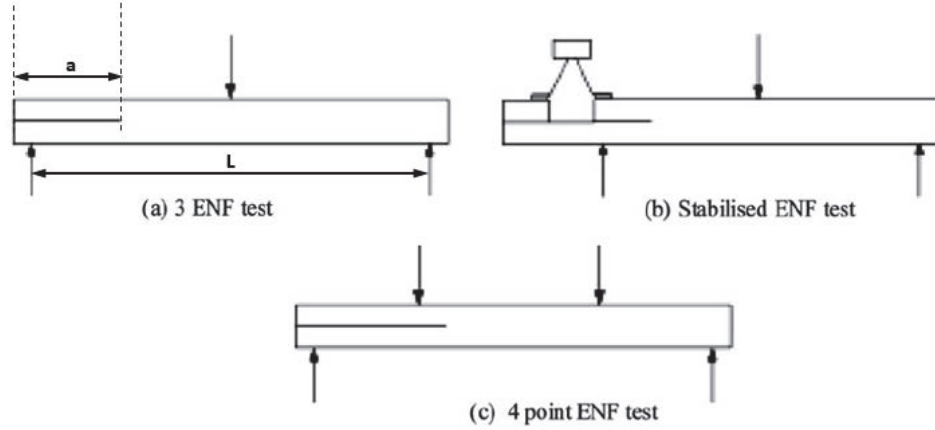 a
L
(a) 3 ENF test
(b) Stabilised ENF test
(c) 4 point ENF test